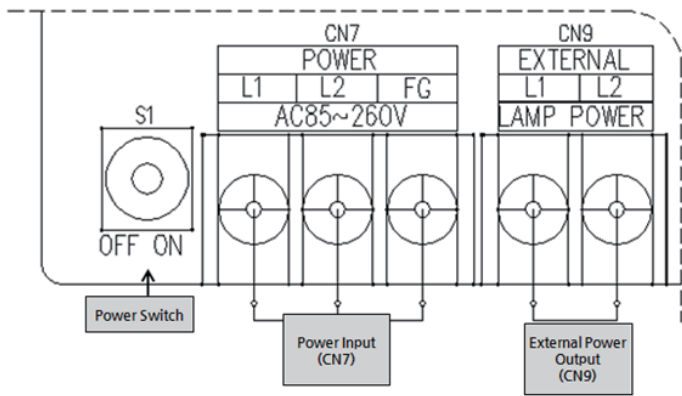 CN7
POWER
L1 L2 FG
AC85~260V
CN9
EXTERNAL
L1 L2
LAMP POWER
S1
OFF ON
Power Switch
Power Input
(CN7)
External Power
Output
(CN9)